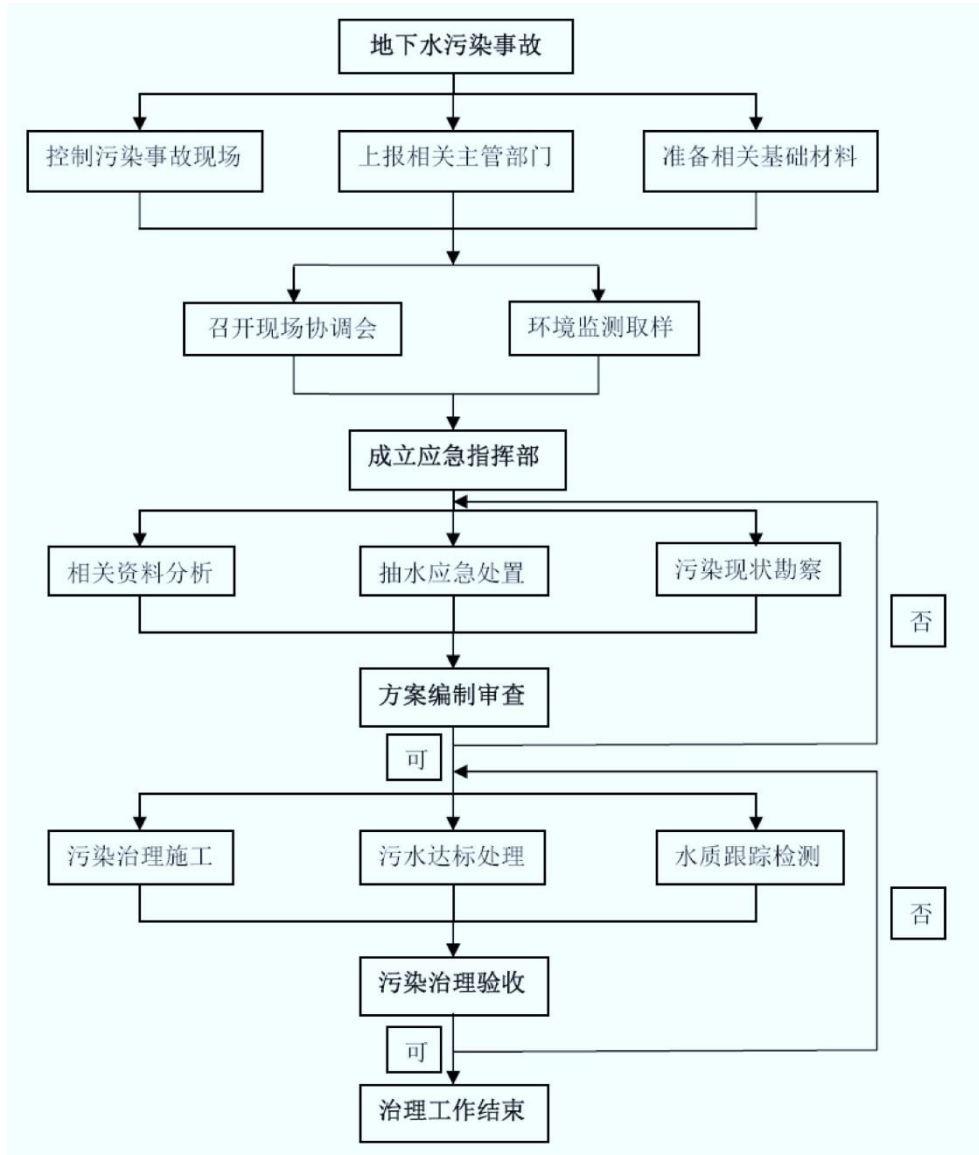 地下水污染事故
控制污染事故现场
上报相关主管部门
准备相关基础材料
召开现场协调会
环境监测取样
成立应急指挥部
相关资料分析
抽水应急处置
污染现状勘察
否
方案编制审查
可
污染治理施工
污水达标处理
水质跟踪检测
否
污染治理验收
可
治理工作结束